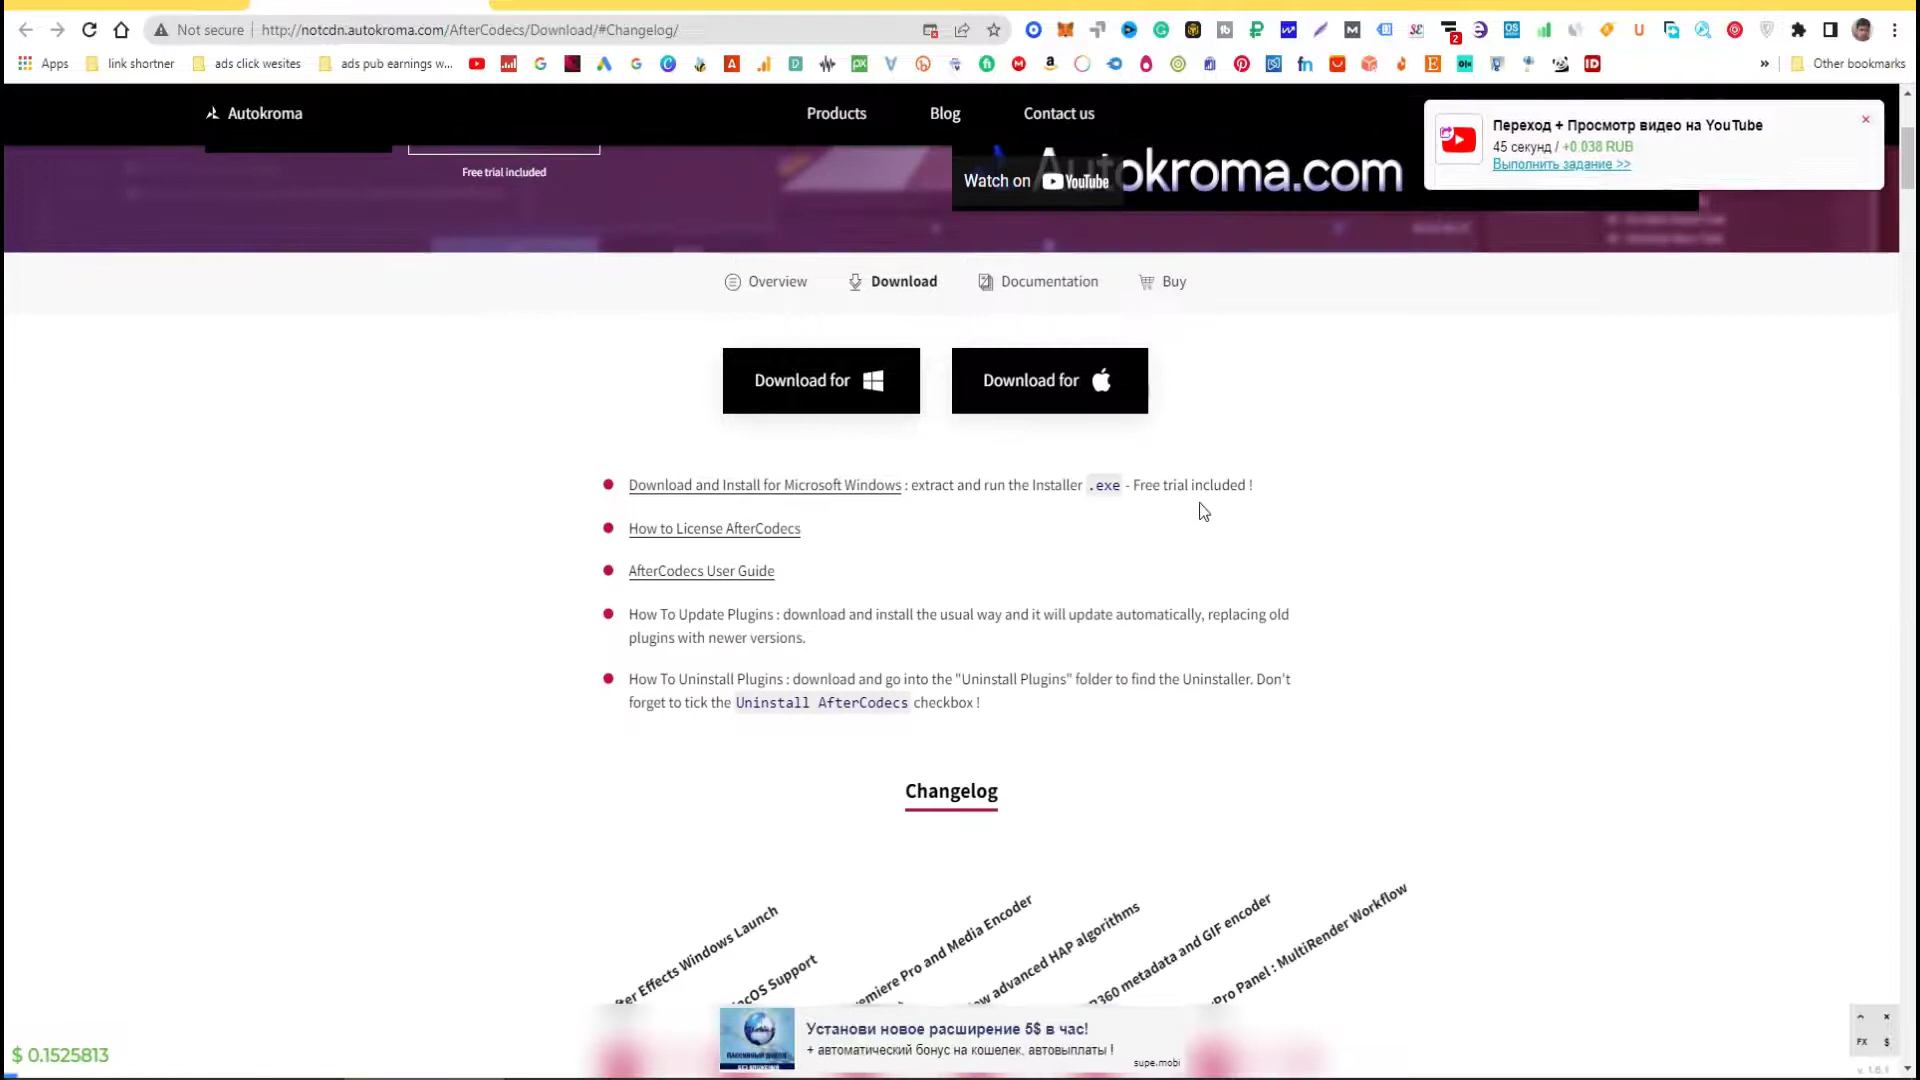 Not secure
http://notcdn.autokroma.com/AfterCodecs/Download/#Changelog/
2
Apps
link shortner
ads click wesites
ads pub earnings w...
»
Other bookmarks
Autokroma
Products
Blog
Contact us
Переход + Просмотр видео на YouTube
45 секунд / +0.038 RUB
Выполнить задание >>
Free trial included
Watch on YouTube
Autokroma.com
Overview
Download
Documentation
Buy
Download for
Download for
Download and Install for Microsoft Windows : extract and run the Installer .exe - Free trial included !
How to License AfterCodecs
AfterCodecs User Guide
How To Update Plugins : download and install the usual way and it will update automatically, replacing old
plugins with newer versions.
How To Uninstall Plugins : download and go into the "Uninstall Plugins" folder to find the Uninstaller. Don't
forget to tick the Uninstall AfterCodecs checkbox !
Changelog
fter Effects Windows Launch
acOS Support
emiere Pro and Media Encoder
ew advanced HAP algorithms
R360 metadata and GIF encoder
Pro Panel : MultiRender Workflow
Установи новое расширение 5$ в час!
+ автоматический бонус на кошелек, автовыплаты !
supe.mobi
$ 0.1525813
FX $